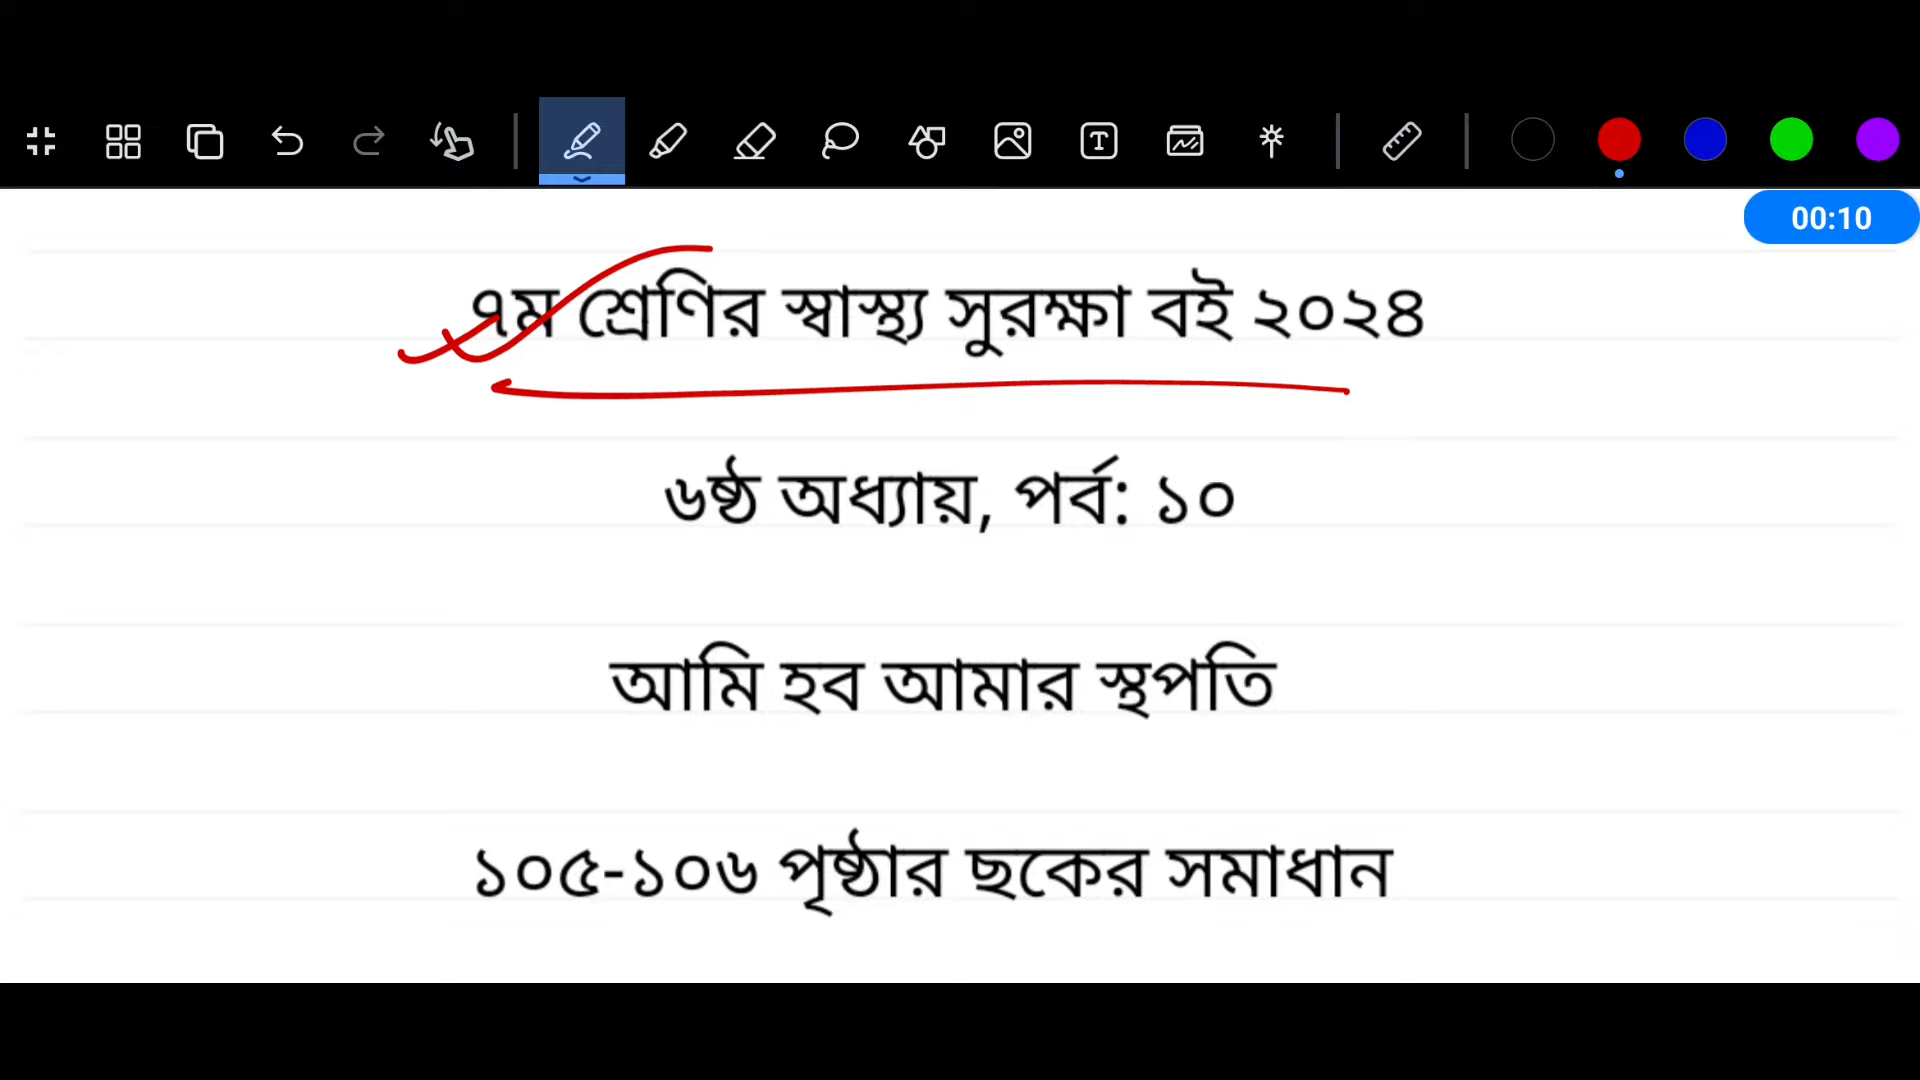 00:10
৭ম শ্রেণির স্বাস্থ্য সুরক্ষা বই ২০২৪
৬ষ্ঠ অধ্যায়, পর্ব: ১০
আমি হব আমার স্থপতি
১০৫-১০৬ পৃষ্ঠার ছকের সমাধান